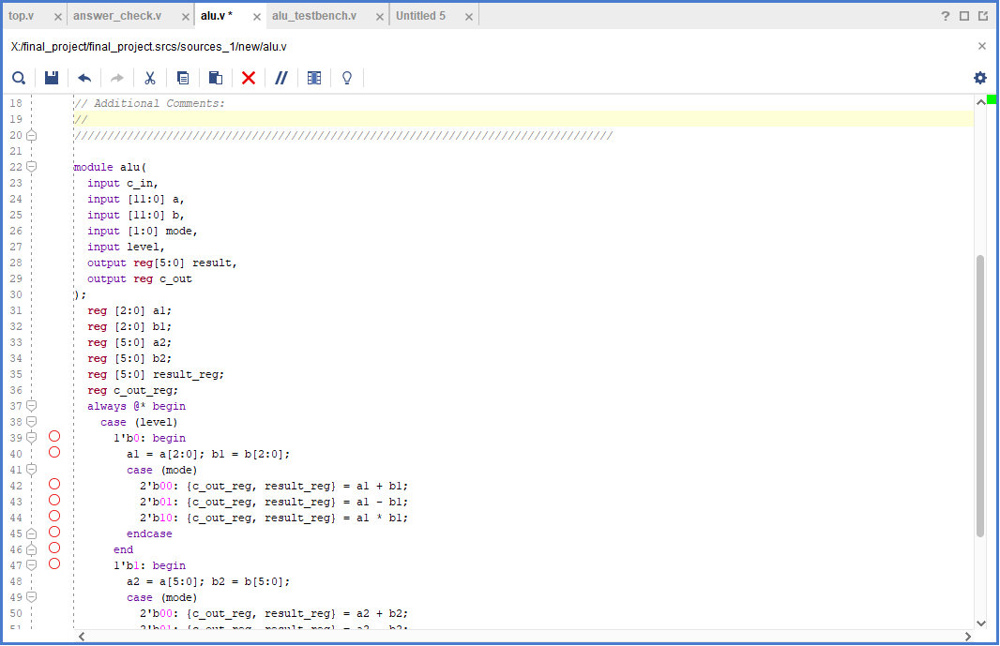 top.v answer_check.v alu.v * alu_testbench.v Untitled 5
X:/final_project/final_project.srcs/sources_1/new/alu.v
18 // Additional Comments:
19 //
20 //////////////////////////////////////////////////////////////////////////////////
21
22 module alu(
23 input c_in,
24 input [11:0] a,
25 input [11:0] b,
26 input [1:0] mode,
27 input level,
28 output reg[5:0] result,
29 output reg c_out
30 );
31 reg [2:0] a1;
32 reg [2:0] b1;
33 reg [5:0] a2;
34 reg [5:0] b2;
35 reg [5:0] result_reg;
36 reg c_out_reg;
37 always @* begin
38 case (level)
39 1'b0: begin
40 a1 = a[2:0]; b1 = b[2:0];
41 case (mode)
42 2'b00: {c_out_reg, result_reg} = a1 + b1;
43 2'b01: {c_out_reg, result_reg} = a1 - b1;
44 2'b10: {c_out_reg, result_reg} = a1 * b1;
45 endcase
46 end
47 1'b1: begin
48 a2 = a[5:0]; b2 = b[5:0];
49 case (mode)
50 2'b00: {c_out_reg, result_reg} = a2 + b2;
51 2'b01: {c_out_reg, result_reg} = a2 - b2;